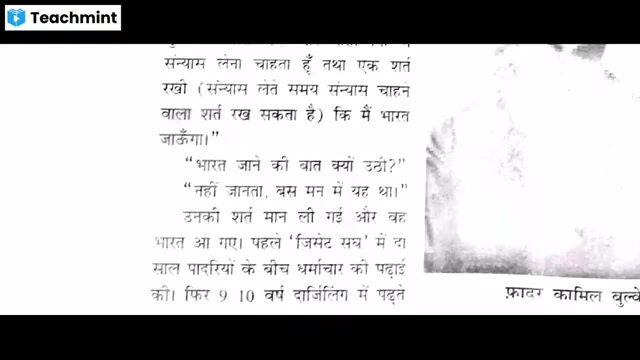 Teachmint
संन्यास लेना चाहता हूँ तथा एक शर्त
रखी (संन्यास लेते समय संन्यास चाहने
वाला शर्त रख सकता है) कि मैं भारत
जाऊँगा।”
“भारत जाने की बात क्यों उठी?”
“नहीं जानता, बस मन में यह था।”
उनकी शर्त मान ली गई और वह
भारत आ गए। पहले ‘जिसेट संघ’ में दो
साल पादरियों के बीच धर्माचार की पढ़ाई
की। फिर 9 10 वर्ष दार्जिलिंग में पढ़ते
फ़ादर कामिल बुल्के